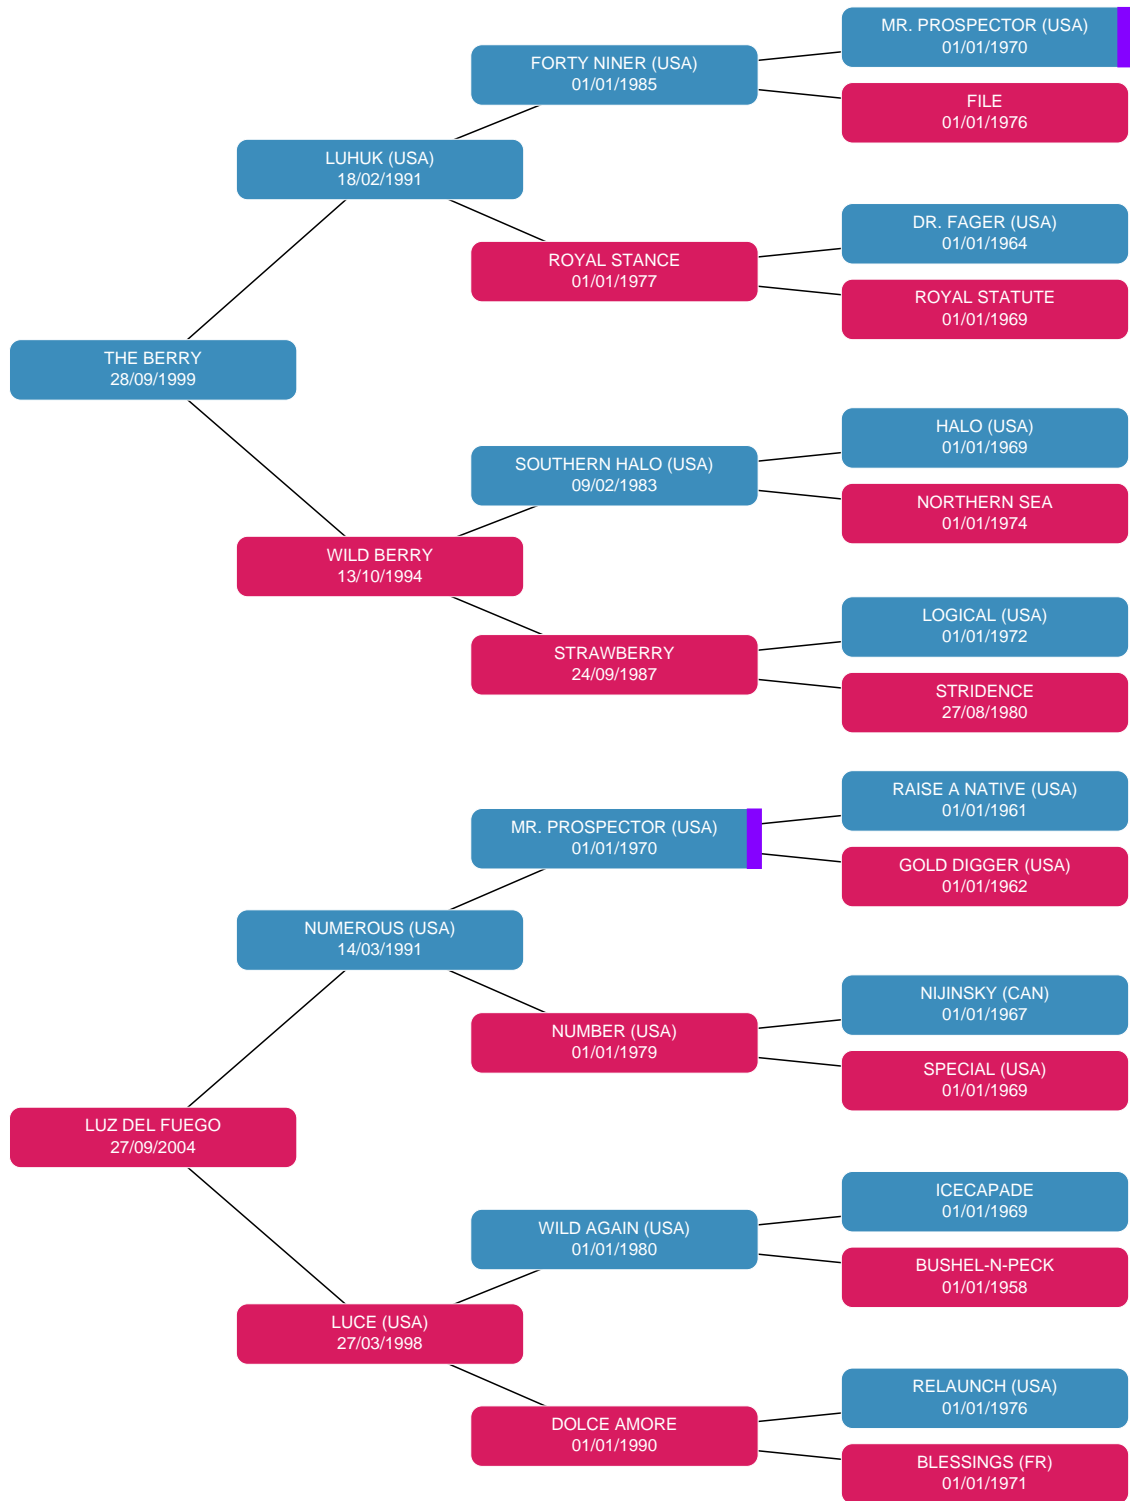 MR. PROSPECTOR (USA)
01/01/1970
FORTY NINER (USA)
01/01/1985
FILE
01/01/1976
LUHUK (USA)
18/02/1991
DR. FAGER (USA)
01/01/1964
ROYAL STANCE
01/01/1977
ROYAL STATUTE
01/01/1969
THE BERRY
28/09/1999
HALO (USA)
01/01/1969
SOUTHERN HALO (USA)
09/02/1983
NORTHERN SEA
01/01/1974
WILD BERRY
13/10/1994
LOGICAL (USA)
01/01/1972
STRAWBERRY
24/09/1987
STRIDENCE
27/08/1980
RAISE A NATIVE (USA)
01/01/1961
MR. PROSPECTOR (USA)
01/01/1970
GOLD DIGGER (USA)
01/01/1962
NUMEROUS (USA)
14/03/1991
NIJINSKY (CAN)
01/01/1967
NUMBER (USA)
01/01/1979
SPECIAL (USA)
01/01/1969
LUZ DEL FUEGO
27/09/2004
ICECAPADE
01/01/1969
WILD AGAIN (USA)
01/01/1980
BUSHEL-N-PECK
01/01/1958
LUCE (USA)
27/03/1998
RELAUNCH (USA)
01/01/1976
DOLCE AMORE
01/01/1990
BLESSINGS (FR)
01/01/1971